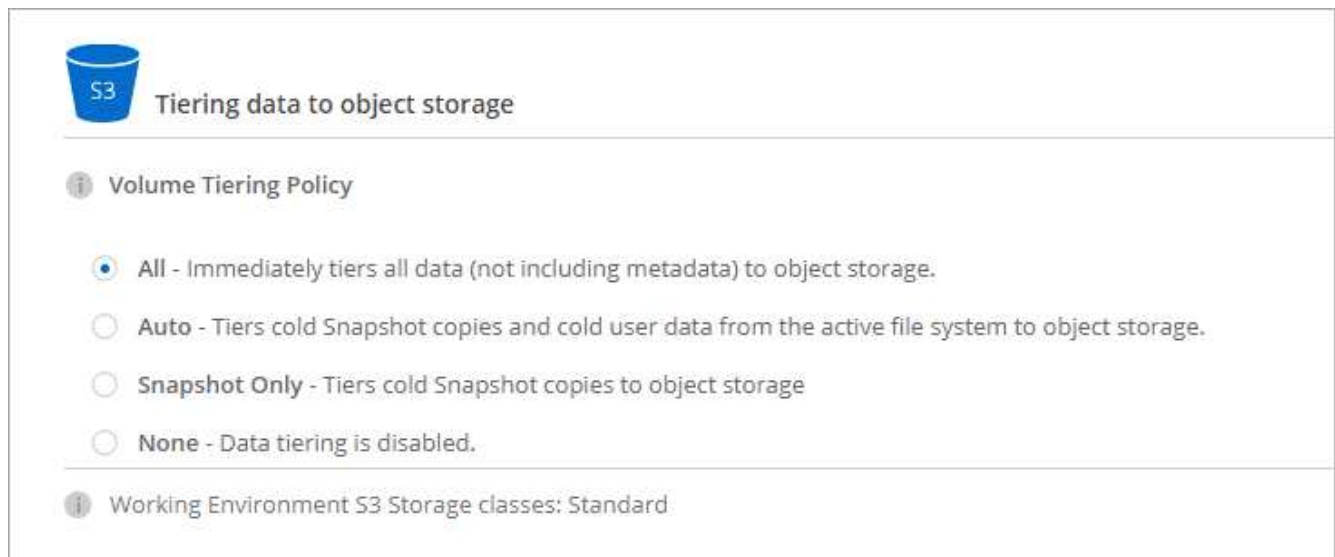 S3
Tiering data to object storage
Volume Tiering Policy
All - Immediately tiers all data (not including metadata) to object storage.
Auto - Tiers cold Snapshot copies and cold user data from the active file system to object storage.
Snapshot Only - Tiers cold Snapshot copies to object storage
None - Data tiering is disabled.
Working Environment S3 Storage classes: Standard